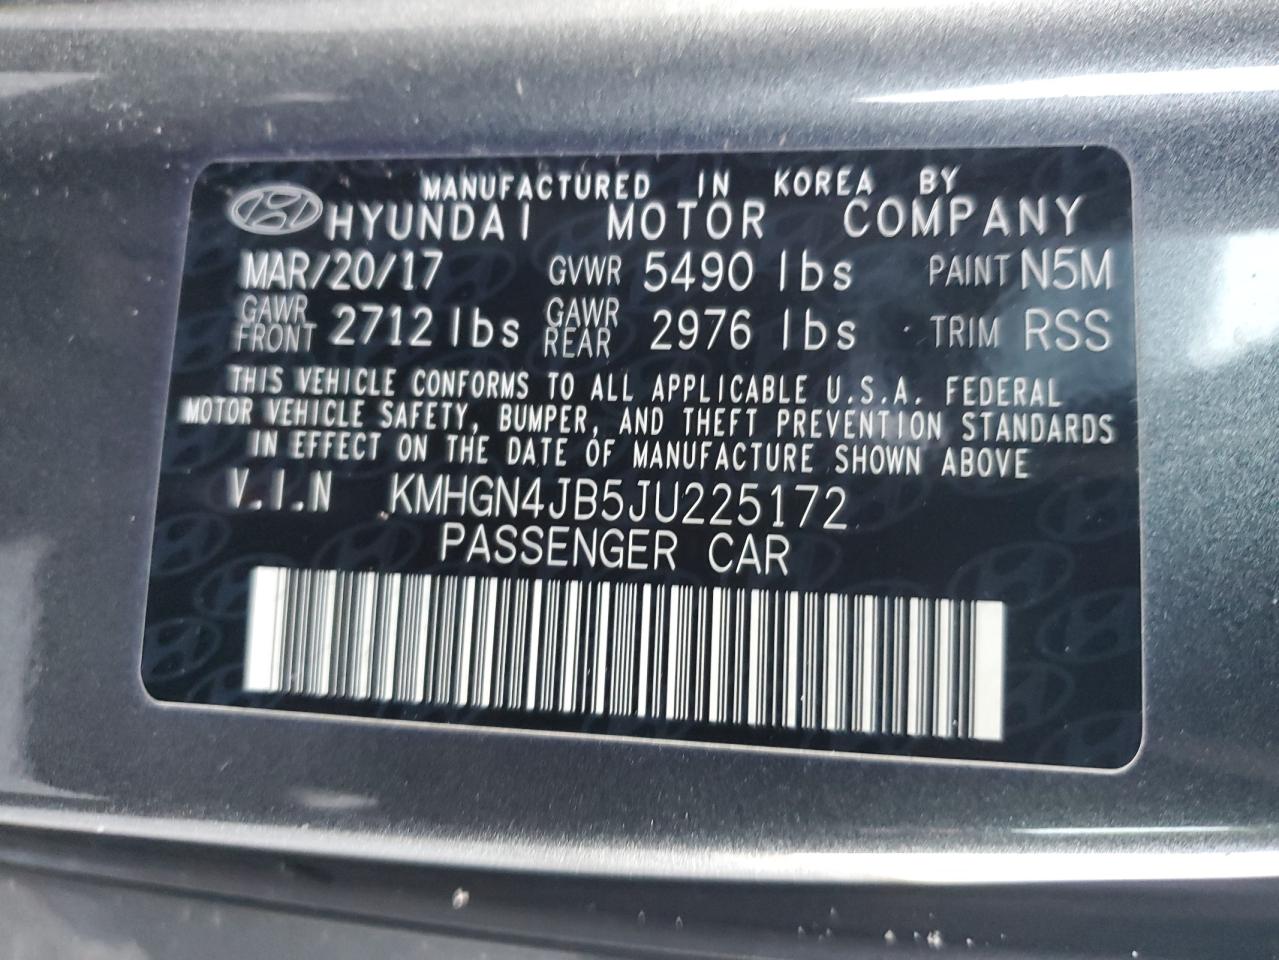 MANUFACTURED IN KOREA BY
HYUNDAI MOTOR COMPANY
MAR/20/17 GVWR 5490 lbs PAINT N5M
GAWR FRONT 2712 lbs GAWR REAR 2976 lbs TRIM RSS
THIS VEHICLE CONFORMS TO ALL APPLICABLE U.S.A. FEDERAL
MOTOR VEHICLE SAFETY, BUMPER, AND THEFT PREVENTION STANDARDS
IN EFFECT ON THE DATE OF MANUFACTURE SHOWN ABOVE
V.I.N KMHGN4JB5JU225172
PASSENGER CAR